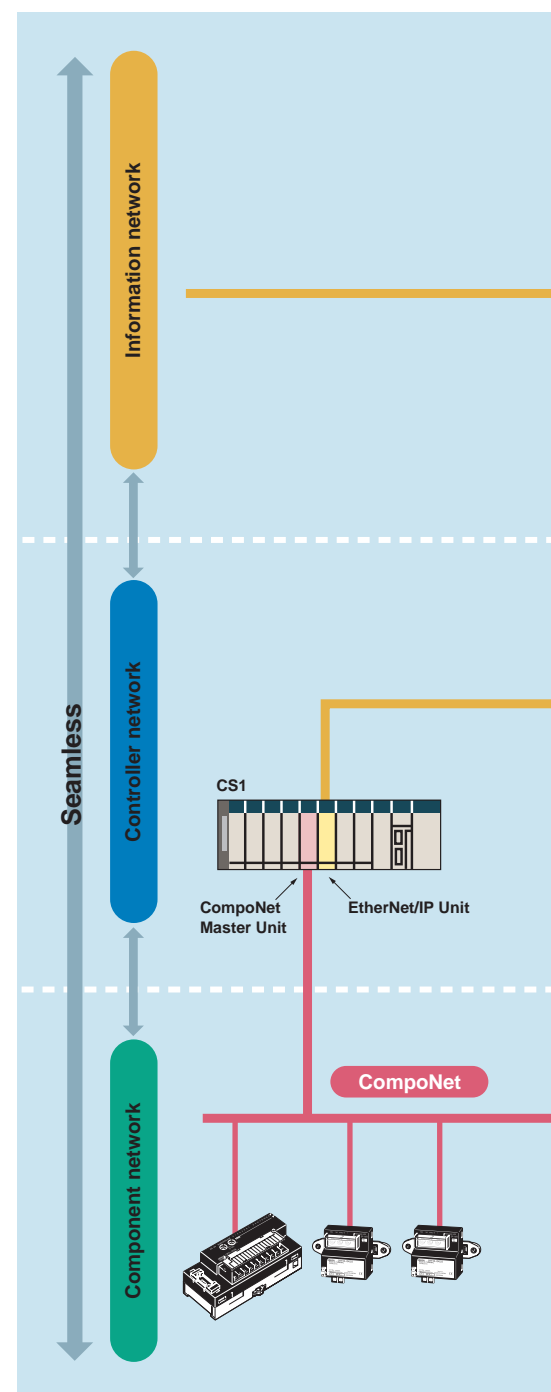 Seamless
Information network
Controller network
CS1
CompoNet
Master Unit
EtherNet/IP Unit
Component network
CompoNet